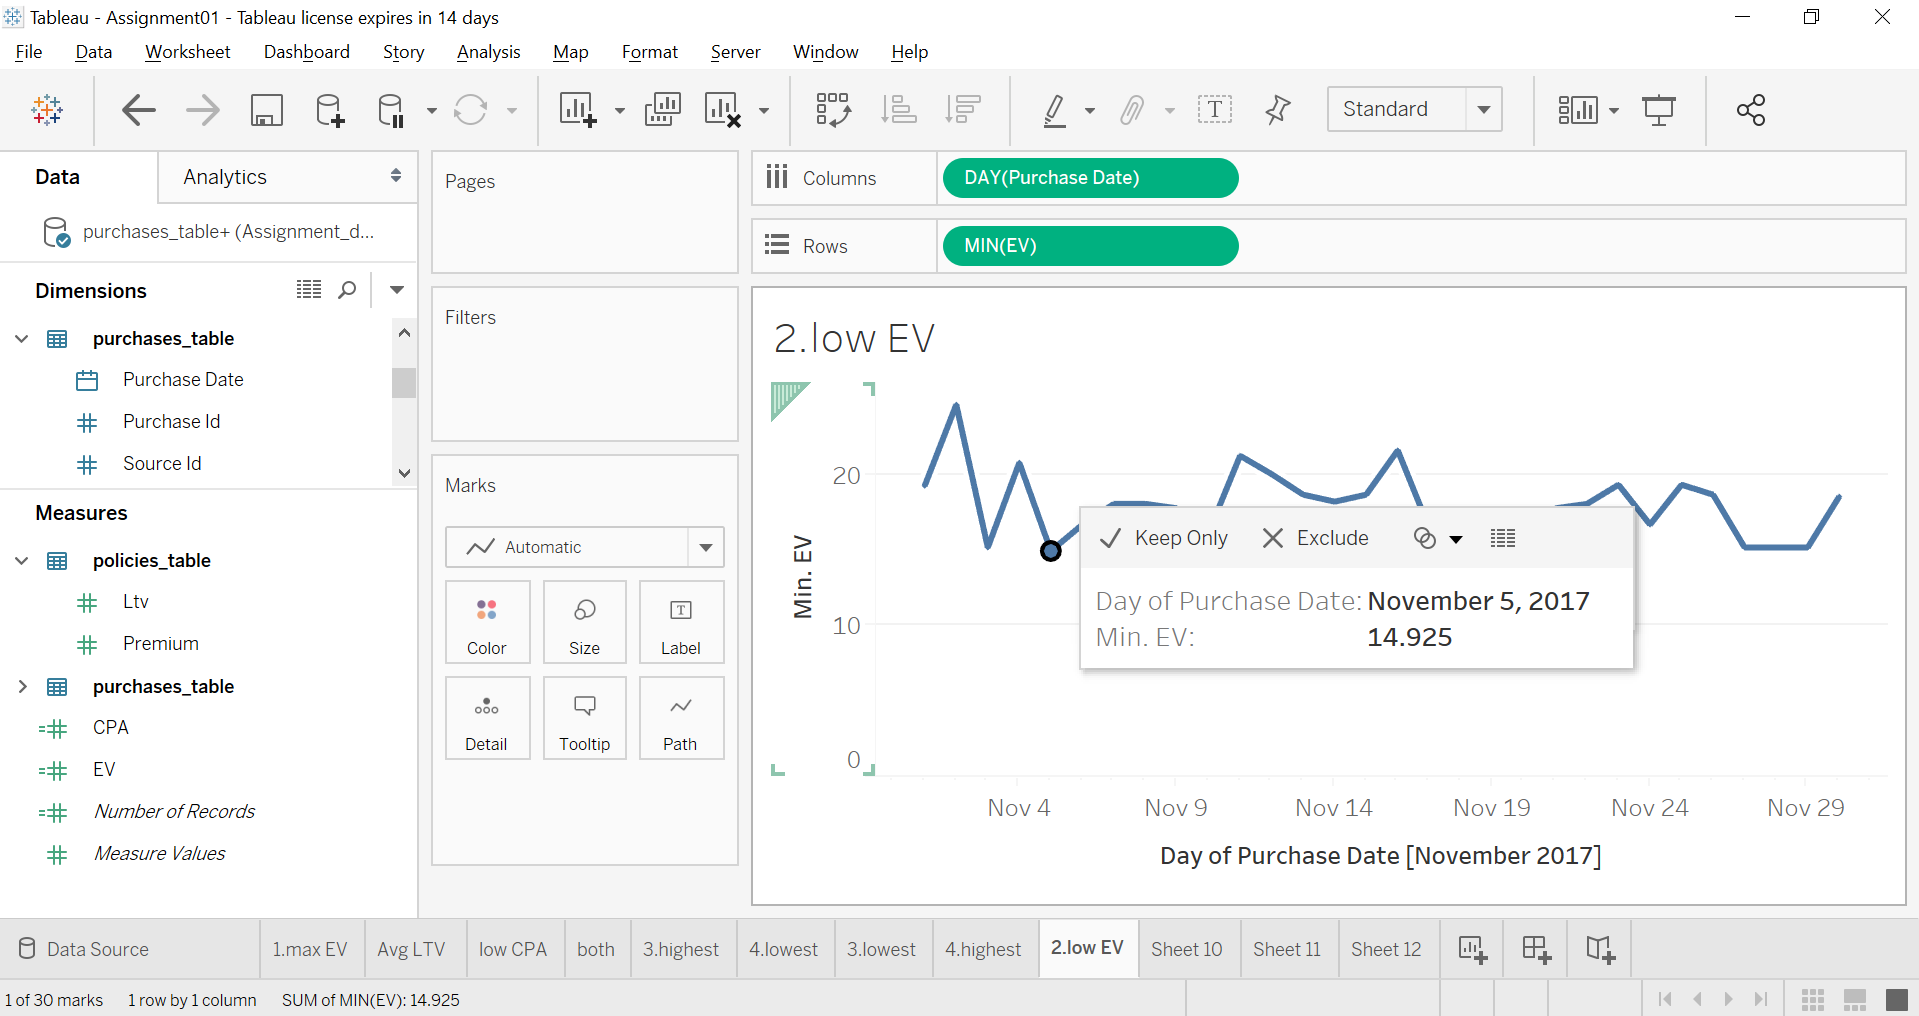 Tableau - Assignment01 - Tableau license expires in 14 days
File Data Worksheet Dashboard Story Analysis Map Format Server Window Help
Standard
Data Analytics
purchases_table+ (Assignment_d...
Dimensions
purchases_table
Purchase Date
Purchase Id
Source Id
Measures
policies_table
Ltv
Premium
purchases_table
CPA
EV
Number of Records
Measure Values
Pages
Filters
Marks
Automatic
Color Size Label
T
Detail Tooltip Path
Columns DAY(Purchase Date)
Rows MIN(EV)
2.low EV
20
10
0
Min. EV
Keep Only Exclude
Day of Purchase Date: November 5, 2017
Min. EV: 14.925
Nov 4 Nov 9 Nov 14 Nov 19 Nov 24 Nov 29
Day of Purchase Date [November 2017]
Data Source 1.max EV Avg LTV low CPA both 3.highest 4.lowest 3.lowest 4.highest 2.low EV Sheet 10 Sheet 11 Sheet 12
1 of 30 marks 1 row by 1 column SUM of MIN(EV): 14.925